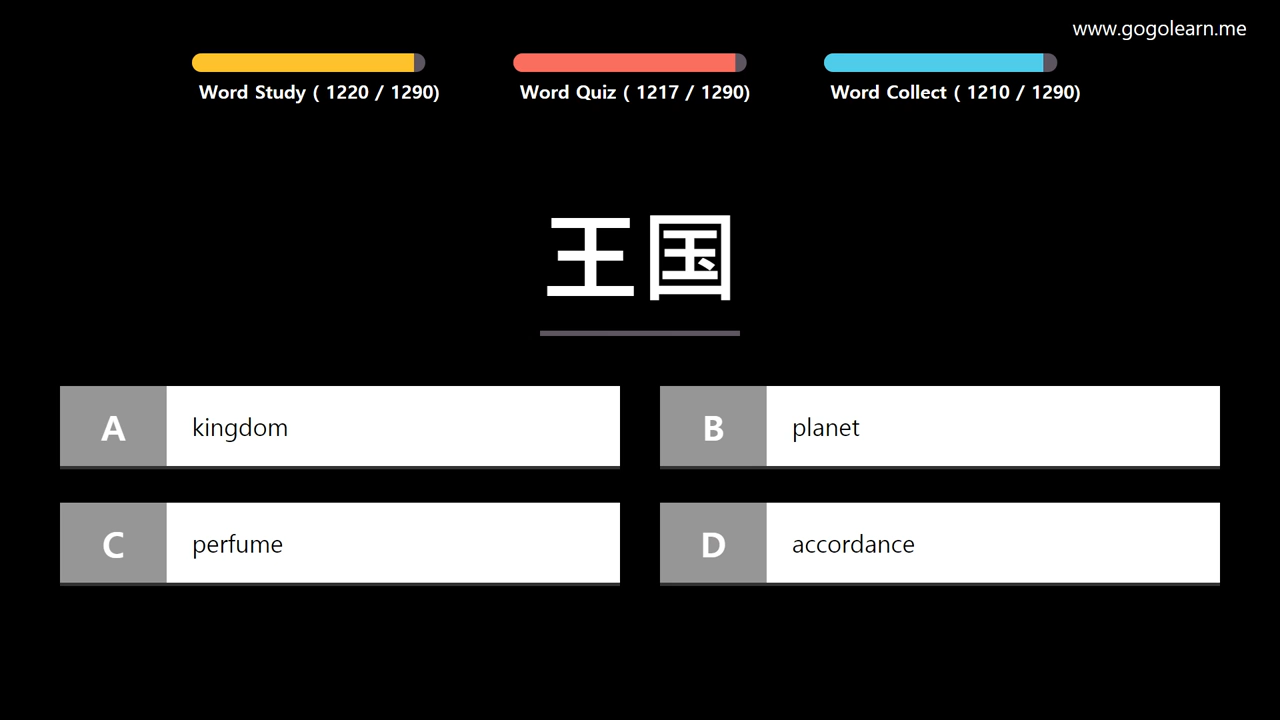 www.gogolearn.me
Word Study ( 1220 / 1290)
Word Quiz ( 1217 / 1290)
Word Collect ( 1210 / 1290)
王国
A kingdom
B planet
C perfume
D accordance